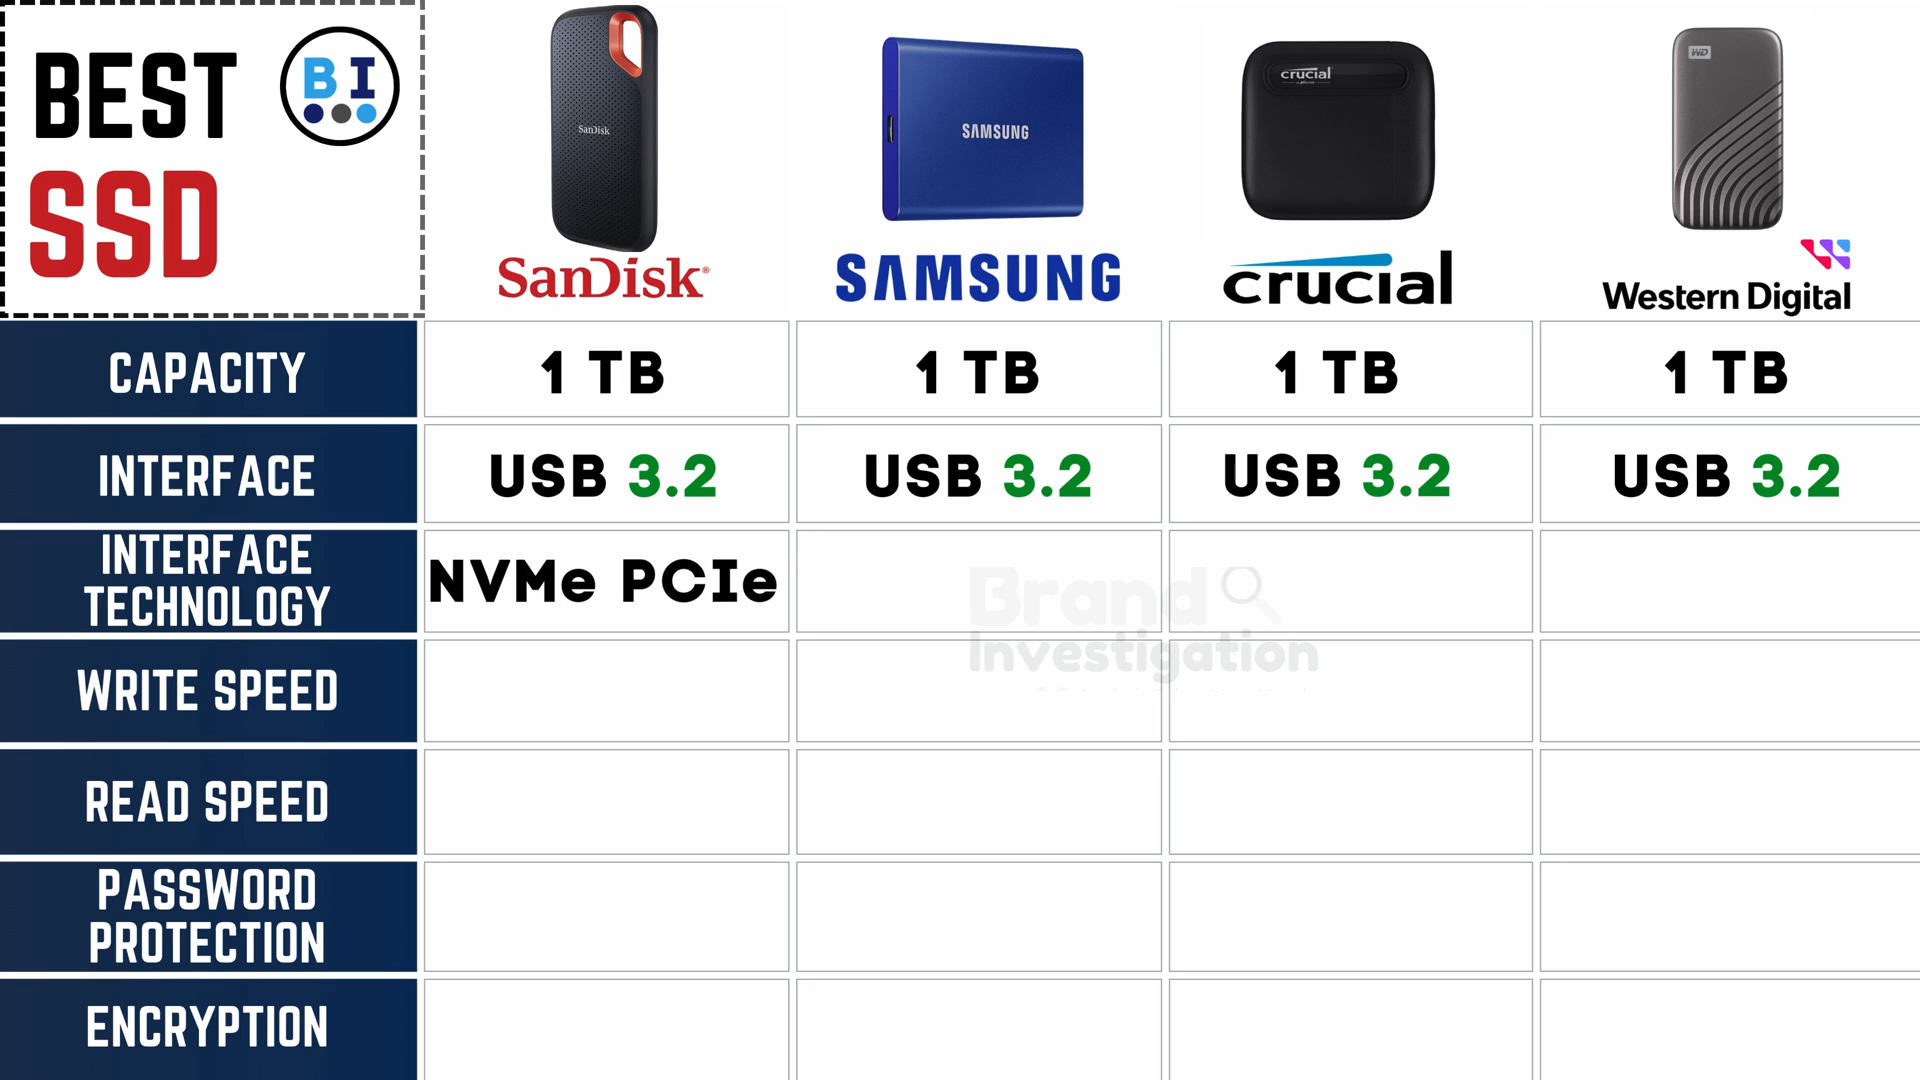 BEST
BI
SSD
SanDisk
SAMSUNG
crucial
WD
SanDisk
SAMSUNG
crucial
Western Digital
CAPACITY
1 TB
1 TB
1 TB
1 TB
INTERFACE
USB 3.2
USB 3.2
USB 3.2
USB 3.2
INTERFACE
TECHNOLOGY
NVMe PCIe
Brand
Investigation
WRITE SPEED
READ SPEED
PASSWORD
PROTECTION
ENCRYPTION